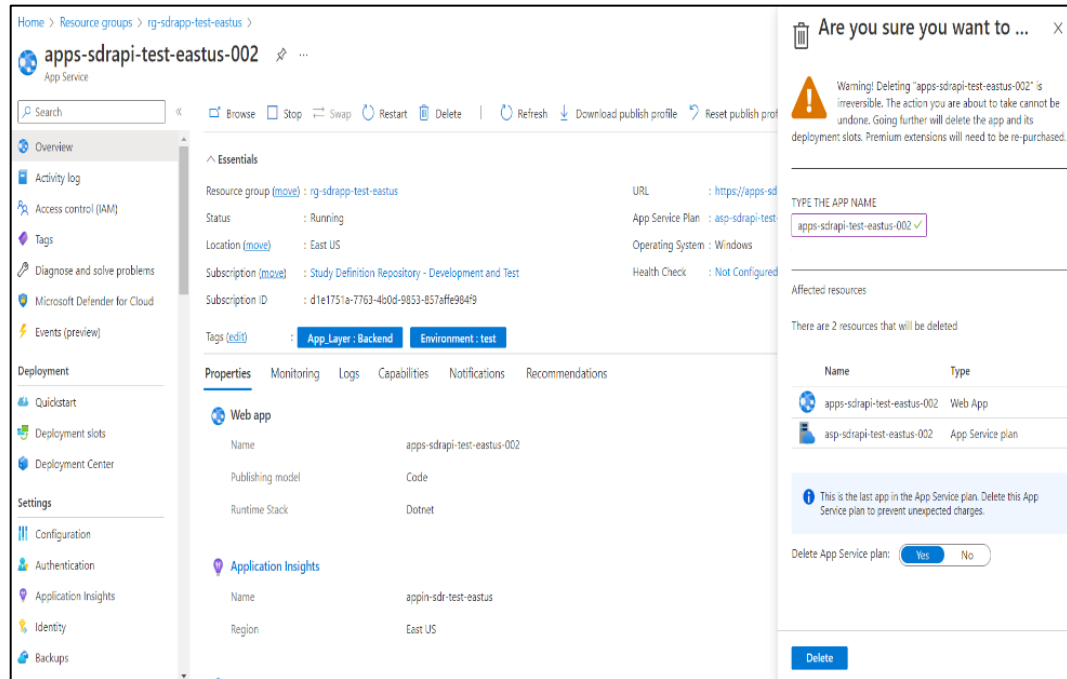 Home > Resource groups > rg-sdrapp-test-eastus >
apps-sdrapi-test-eastus-002
App Service
Search
Browse Stop Swap Restart Delete Refresh Download publish profile Reset publish prof
Overview
Activity log
Access control (IAM)
Tags
Diagnose and solve problems
Microsoft Defender for Cloud
Events (preview)
Deployment
Quickstart
Deployment slots
Deployment Center
Settings
Configuration
Authentication
Application Insights
Identity
Backups
Essentials
Resource group (move) : rg-sdrapp-test-eastus
Status : Running
Location (move) : East US
Subscription (move) : Study Definition Repository - Development and Test
Subscription ID : d1e1751a-7763-4b0d-9853-857affe984f9
URL : https://apps-sd
App Service Plan : asp-sdrapi-test-
Operating System : Windows
Health Check : Not Configured
Tags (edit) : App_Layer : Backend Environment : test
Properties Monitoring Logs Capabilities Notifications Recommendations
Web app
Name apps-sdrapi-test-eastus-002
Publishing model Code
Runtime Stack Dotnet
Application Insights
Name appin-sdr-test-eastus
Region East US
Are you sure you want to ...
Warning! Deleting "apps-sdrapi-test-eastus-002" is
irreversible. The action you are about to take cannot be
undone. Going further will delete the app and its
deployment slots. Premium extensions will need to be re-purchased.
TYPE THE APP NAME
apps-sdrapi-test-eastus-002
Affected resources
There are 2 resources that will be deleted
Name Type
apps-sdrapi-test-eastus-002 Web App
asp-sdrapi-test-eastus-002 App Service plan
This is the last app in the App Service plan. Delete this App
Service plan to prevent unexpected charges.
Delete App Service plan: Yes No
Delete